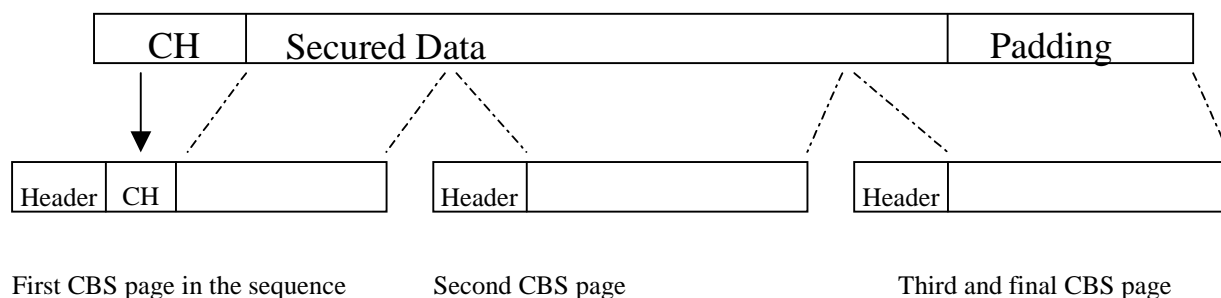 CH Secured Data Padding
Header CH Header Header
First CBS page in the sequence Second CBS page Third and final CBS page